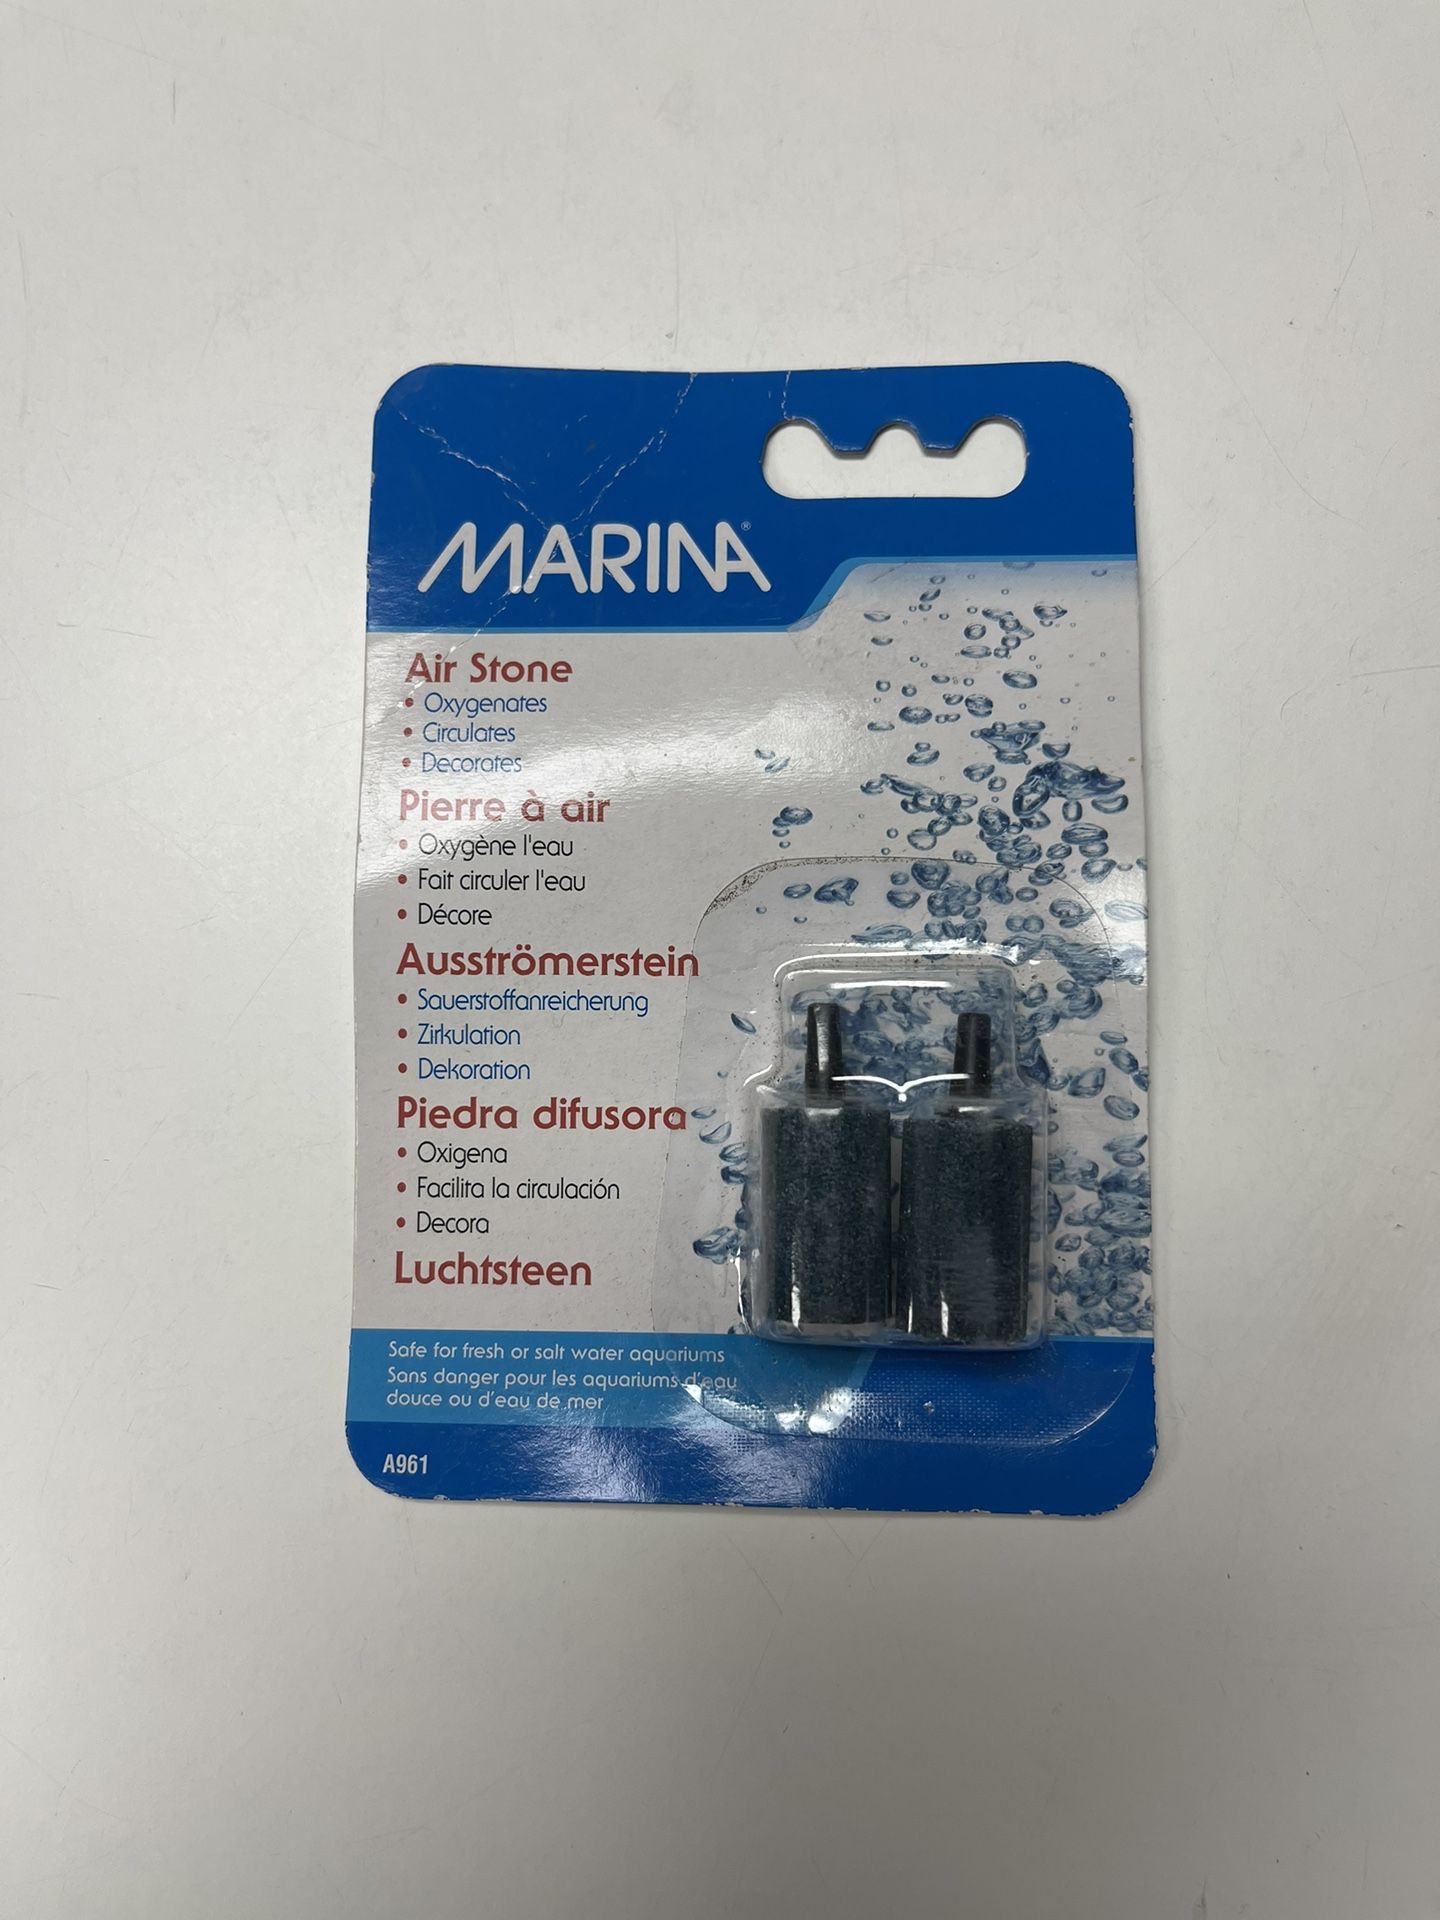 MARINA®
Air Stone
• Oxygenates
• Circulates
• Decorates
Pierre à air
• Oxygène l'eau
• Fait circuler l'eau
• Décore
Ausströmerstein
• Sauerstoffanreicherung
• Zirkulation
• Dekoration
Piedra difusora
• Oxigena
• Facilita la circulación
• Decora
Luchtsteen
Safe for fresh or salt water aquariums
Sans danger pour les aquariums d'eau
douce ou d'eau de mer
A961